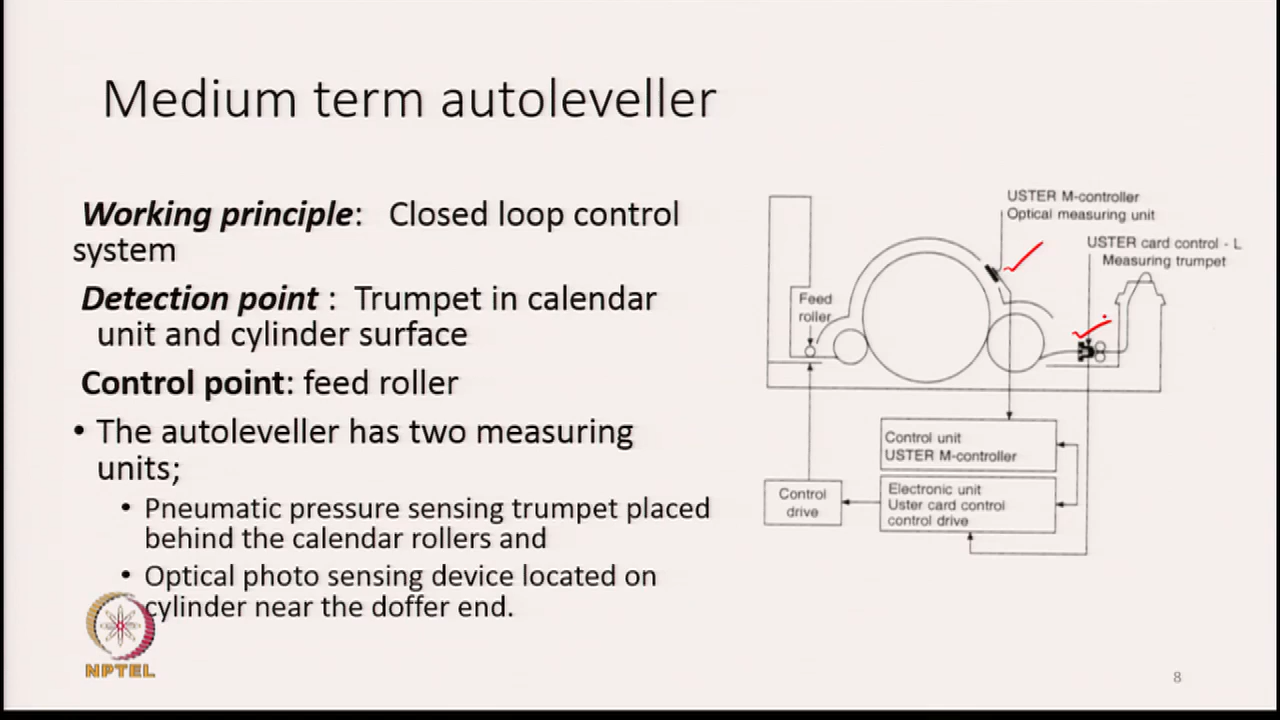 Medium term autoleveller
Working principle: Closed loop control
system
Detection point : Trumpet in calendar
unit and cylinder surface
Control point: feed roller
• The autoleveller has two measuring
units;
• Pneumatic pressure sensing trumpet placed
behind the calendar rollers and
• Optical photo sensing device located on
cylinder near the doffer end.
USTER M-controller
Optical measuring unit
USTER card control - L
Measuring trumpet
Feed
roller
Control unit
USTER M-controller
Electronic unit
Uster card control
control drive
Control
drive
NPTEL
8